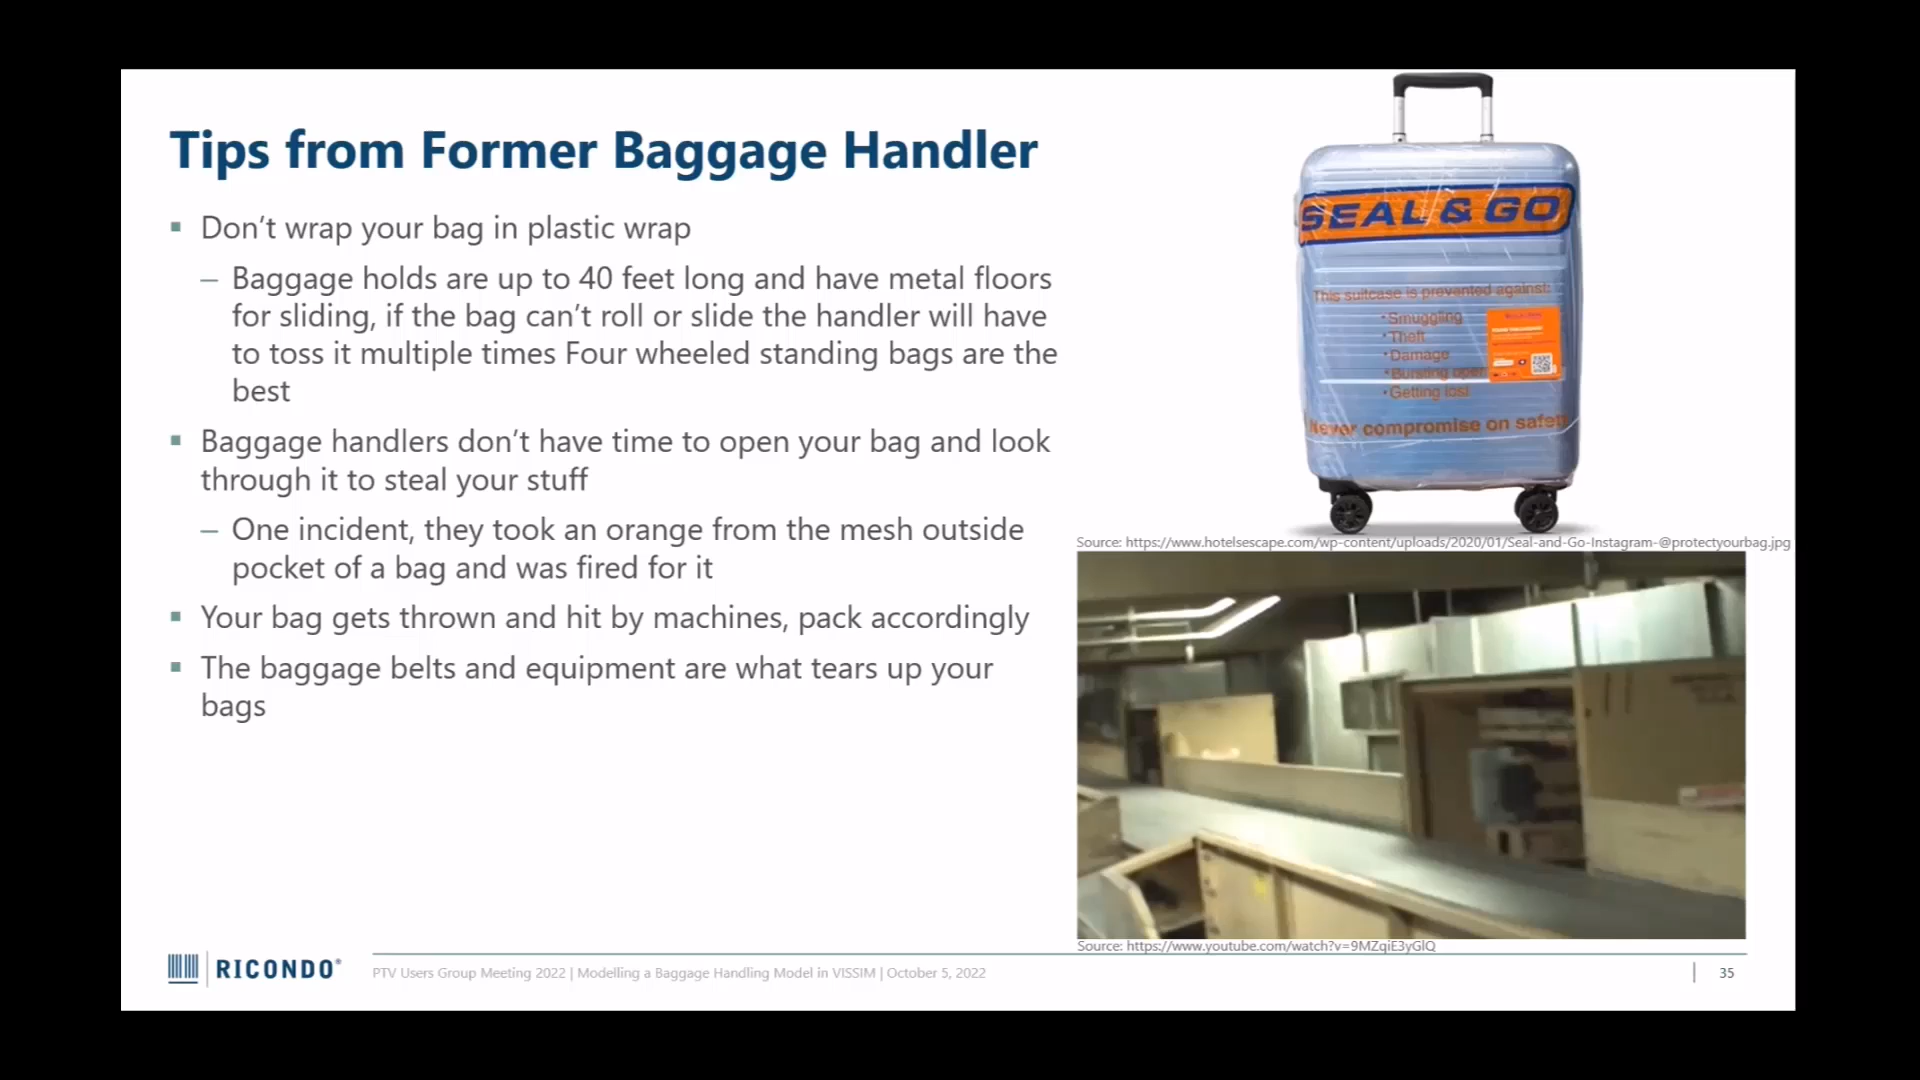 Tips from Former Baggage Handler
Don't wrap your bag in plastic wrap
– Baggage holds are up to 40 feet long and have metal floors
for sliding, if the bag can't roll or slide the handler will have
to toss it multiple times Four wheeled standing bags are the
best
Baggage handlers don't have time to open your bag and look
through it to steal your stuff
– One incident, they took an orange from the mesh outside
pocket of a bag and was fired for it
Your bag gets thrown and hit by machines, pack accordingly
The baggage belts and equipment are what tears up your
bags
SEAL & GO
This suitcase is prevented against:
• Smuggling
• Theft
• Damage
• Bursting open
• Getting lost
Never compromise on safety
Source: https://www.hotelsescape.com/wp-content/uploads/2020/01/Seal-and-Go-Instagram-@protectyourbag.jpg
Source: https://www.youtube.com/watch?v=9MZqiE3yGlQ
RICONDO®
PTV Users Group Meeting 2022 | Modelling a Baggage Handling Model in VISSIM | October 5, 2022
| 35